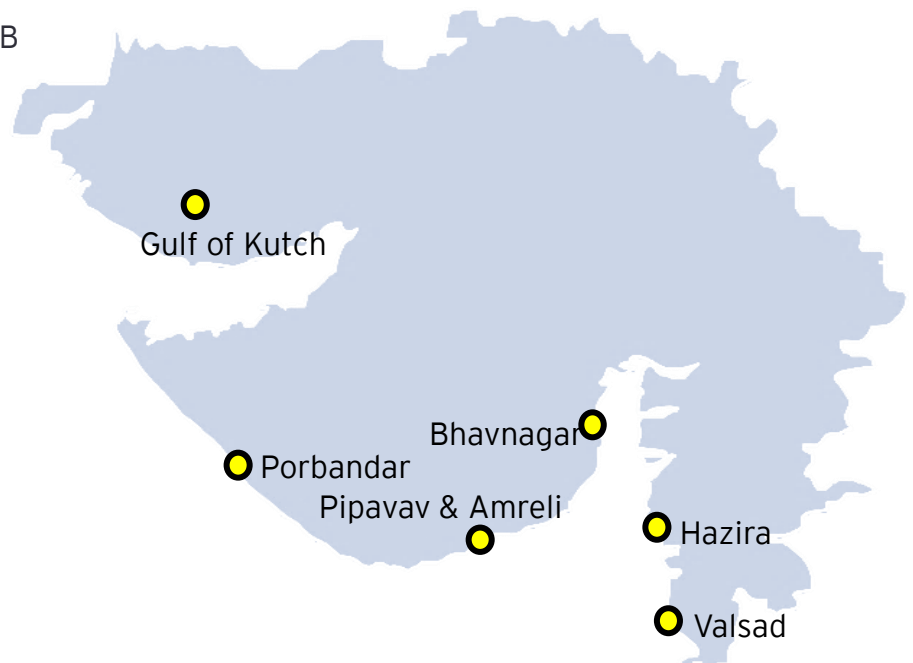 B
Gulf of Kutch
Bhavnagar
Porbandar
Pipavav & Amreli
Hazira
Valsad